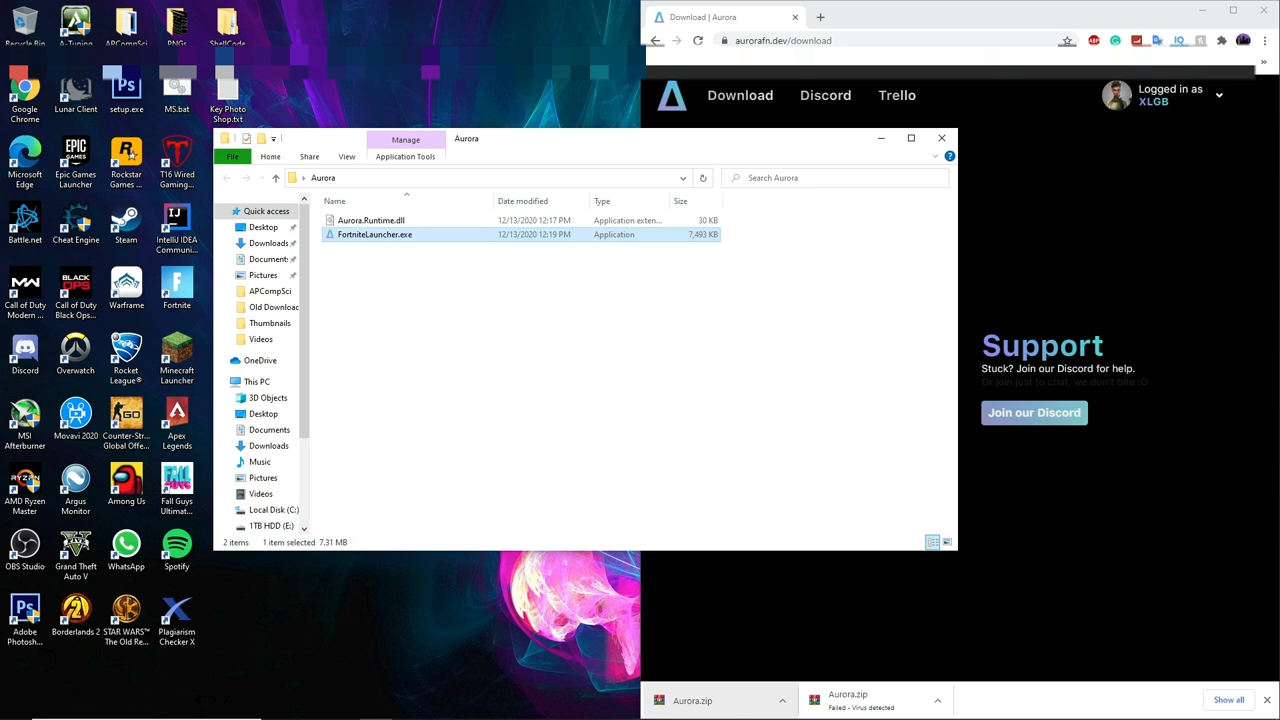 Recycle Bin
A-Tuning
APCompSci
PNGs
ShellCode
Google Chrome
Lunar Client
setup.exe
MS.bat
Key Photo Shop.txt
Microsoft Edge
Epic Games Launcher
Rockstar Games ...
T16 Wired Gaming...
Battle.net
Cheat Engine
Steam
IntelliJ IDEA Communi...
Call of Duty Modern ...
Call of Duty Black Ops...
Warframe
Fortnite
Discord
Overwatch
Rocket League®
Minecraft Launcher
MSI Afterburner
Movavi 2020
Counter-Str... Global Offe...
Apex Legends
AMD Ryzen Master
Argus Monitor
Among Us
Fall Guys Ultimat...
OBS Studio
Grand Theft Auto V
WhatsApp
Spotify
Adobe Photosh...
Borderlands 2
STAR WARS™ The Old Re...
Plagiarism Checker X
Manage
Aurora
File
Home
Share
View
Application Tools
Aurora
Search Aurora
Name
Date modified
Type
Size
Aurora.Runtime.dll
12/13/2020 12:17 PM
Application exten...
30 KB
FortniteLauncher.exe
12/13/2020 12:19 PM
Application
7,493 KB
Quick access
Desktop
Downloads
Document:
Pictures
APCompSci
Old Download
Thumbnails
Videos
OneDrive
This PC
3D Objects
Desktop
Documents
Downloads
Music
Pictures
Videos
Local Disk (C:)
1TB HDD (E:)
2 items
1 item selected 7.31 MB
Download | Aurora
aurorafn.dev/download
Download
Discord
Trello
Logged in as
XLGB
Support
Stuck? Join our Discord for help.
Or join just to chat, we don't bite :D
Join our Discord
Aurora.zip
Aurora.zip
Failed - Virus detected
Show all